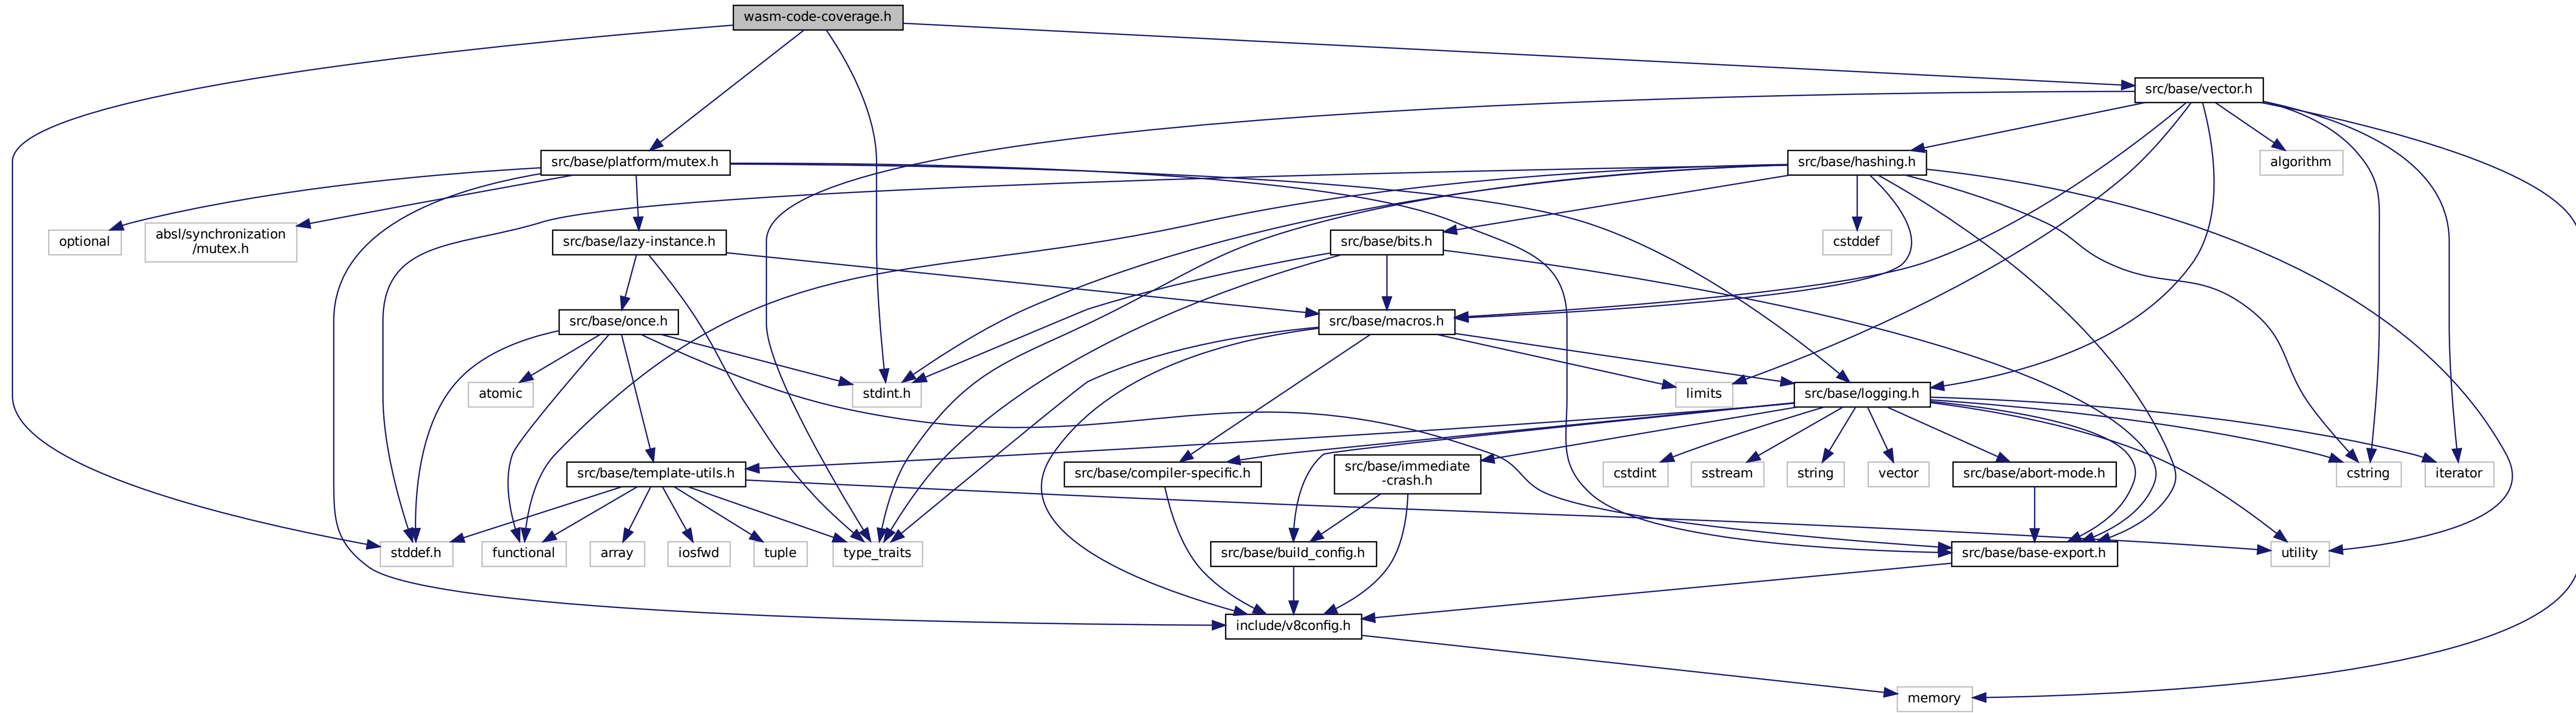 wasm-code-coverage.h
src/base/vector.h
src/base/platform/mutex.h
src/base/hashing.h
algorithm
optional
absl/synchronization
/mutex.h
src/base/lazy-instance.h
src/base/bits.h
cstddef
src/base/once.h
src/base/macros.h
atomic
stdint.h
limits
src/base/logging.h
src/base/template-utils.h
src/base/compiler-specific.h
src/base/immediate
-crash.h
cstdint
sstream
string
vector
src/base/abort-mode.h
cstring
iterator
stddef.h
functional
array
iosfwd
tuple
type_traits
src/base/build_config.h
src/base/base-export.h
utility
include/v8config.h
memory